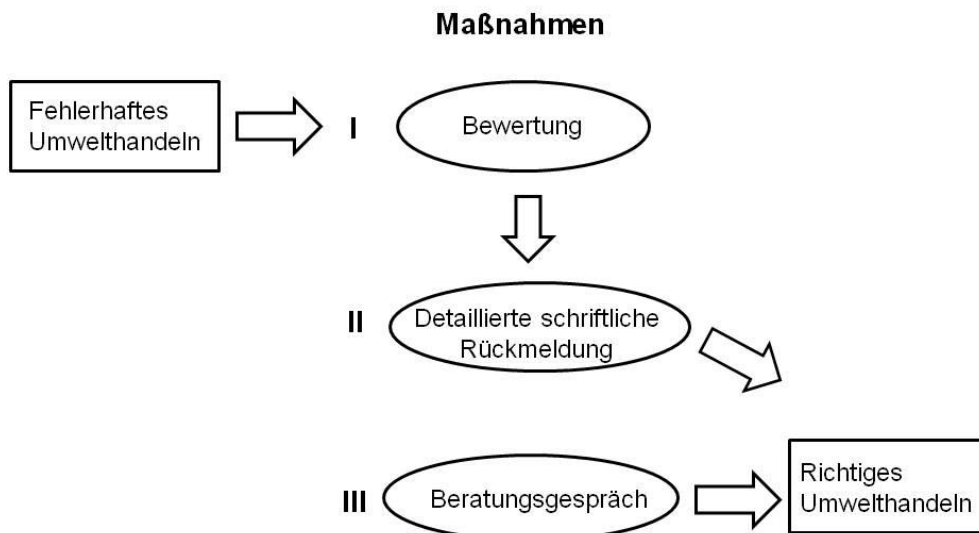 Maßnahmen
Fehlerhaftes
Umwelthandeln
I
Bewertung
II
Detaillierte schriftliche
Rückmeldung
III
Beratungsgespräch
Richtiges
Umwelthandeln